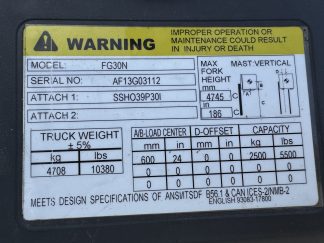 WARNING
IMPROPER OPERATION OR
MAINTENANCE COULD RESULT
IN INJURY OR DEATH
MODEL: FG30N
SERIAL NO: AF13G03112
ATTACH 1: SSHO39P30I
ATTACH 2:
MAX FORK HEIGHT
MAST: VERTICAL
mm
4745
in
186
C
C
TRUCK WEIGHT
± 5%
kg lbs
4708 10380
A/B-LOAD CENTER D-OFFSET CAPACITY
mm in mm in kg lbs
600 24 0 0 2500 5500
0 0 0 0 0 0
0 0 0 0 0 0
MEETS DESIGN SPECIFICATIONS OF ANSI/ITSDF B56.1 & CAN ICES-2/NMB-2
ENGLISH 93083-17800